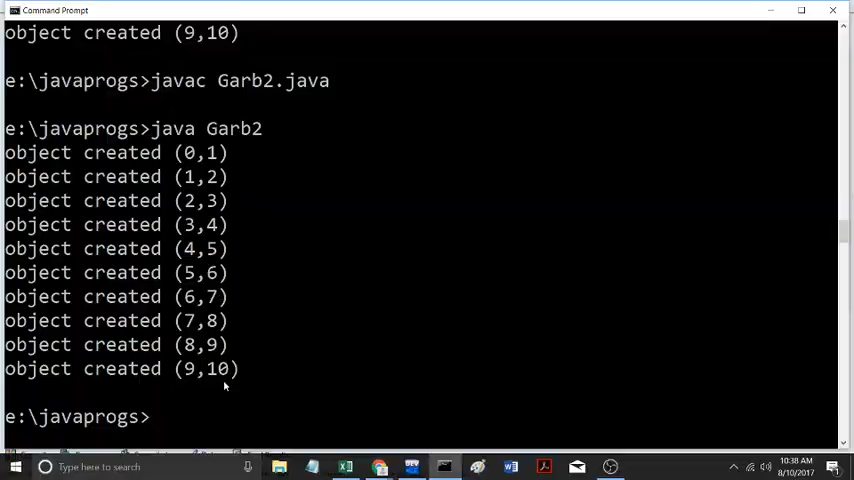 Command Prompt
object created (9,10)
e:\javaprogs>javac Garb2.java
e:\javaprogs>java Garb2
object created (0,1)
object created (1,2)
object created (2,3)
object created (3,4)
object created (4,5)
object created (5,6)
object created (6,7)
object created (7,8)
object created (8,9)
object created (9,10)
e:\javaprogs>
Type here to search
DEV
10:38 AM
8/10/2017